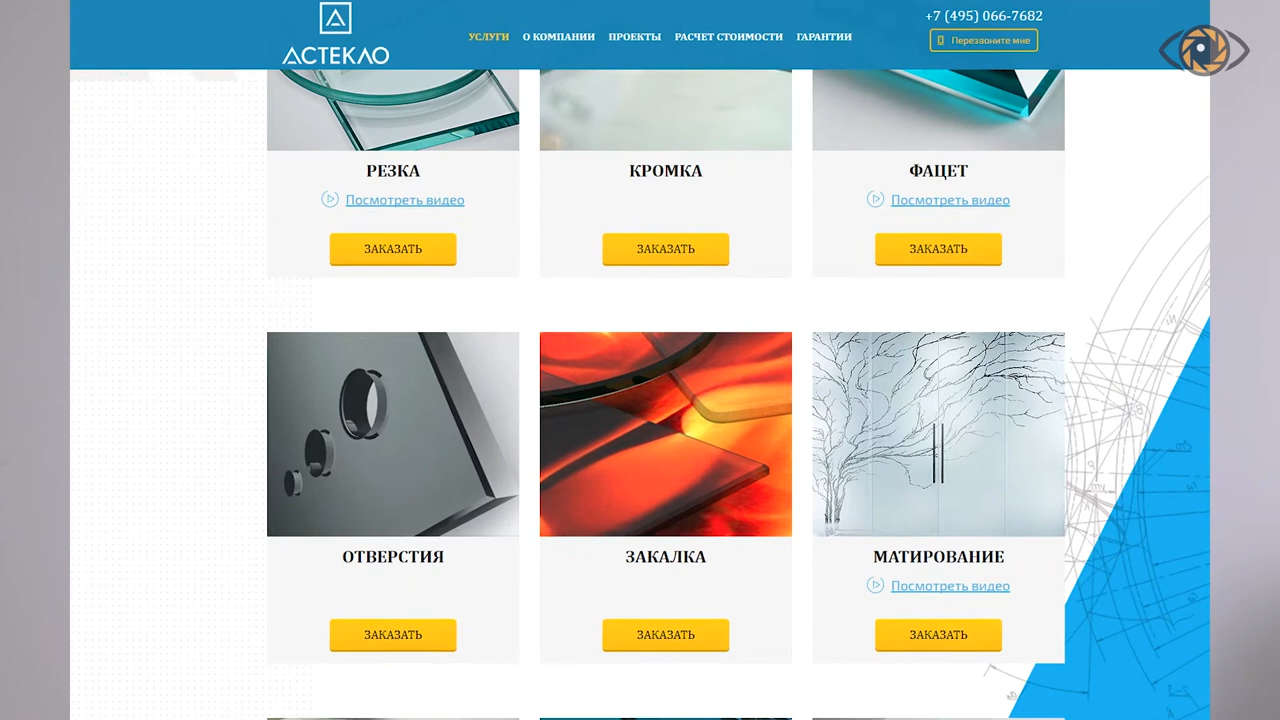 АСТЕКЛО
УСЛУГИ О КОМПАНИИ ПРОЕКТЫ РАСЧЕТ СТОИМОСТИ ГАРАНТИИ
+7 (495) 066-7682
Перезвоните мне
РЕЗКА
Посмотреть видео
ЗАКАЗАТЬ
КРОМКА
ЗАКАЗАТЬ
ФАЦЕТ
Посмотреть видео
ЗАКАЗАТЬ
ОТВЕРСТИЯ
ЗАКАЗАТЬ
ЗАКАЛКА
ЗАКАЗАТЬ
МАТИРОВАНИЕ
Посмотреть видео
ЗАКАЗАТЬ